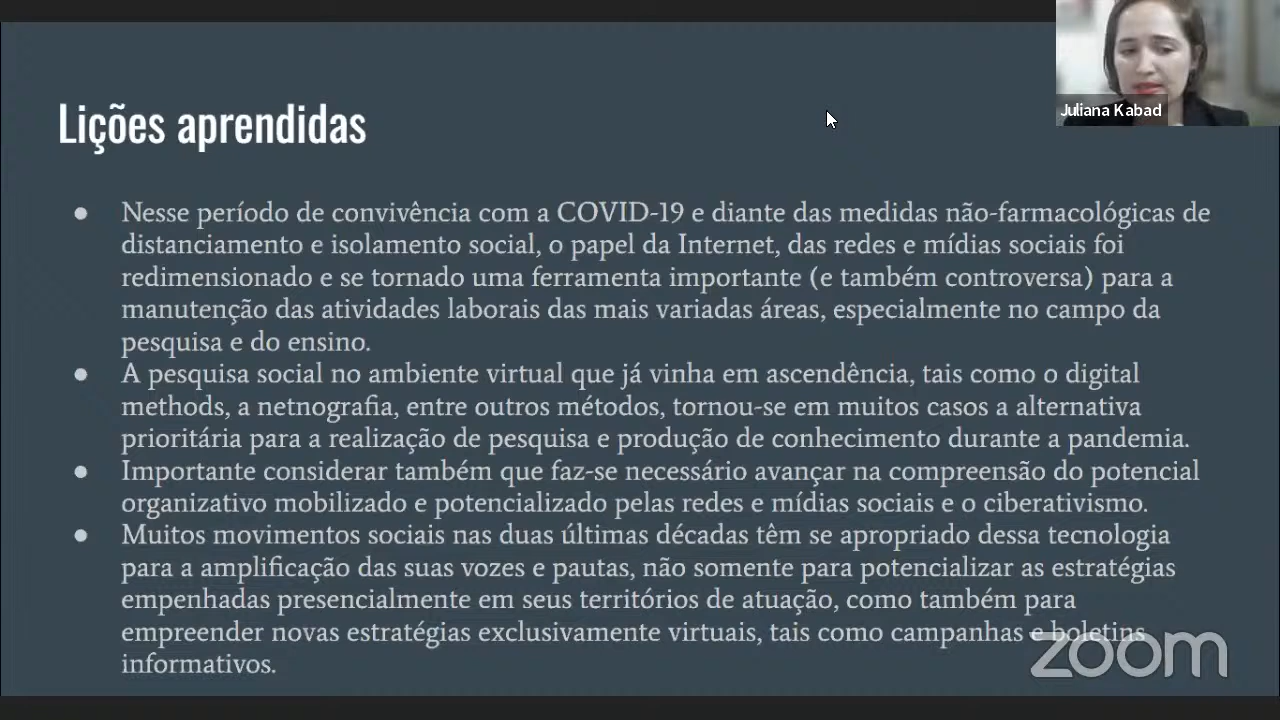 Juliana Kabad
Lições aprendidas
● Nesse período de convivência com a COVID-19 e diante das medidas não-farmacológicas de
distanciamento e isolamento social, o papel da Internet, das redes e mídias sociais foi
redimensionado e se tornado uma ferramenta importante (e também controversa) para a
manutenção das atividades laborais das mais variadas áreas, especialmente no campo da
pesquisa e do ensino.
● A pesquisa social no ambiente virtual que já vinha em ascendência, tais como o digital
methods, a netnografia, entre outros métodos, tornou-se em muitos casos a alternativa
prioritária para a realização de pesquisa e produção de conhecimento durante a pandemia.
● Importante considerar também que faz-se necessário avançar na compreensão do potencial
organizativo mobilizado e potencializado pelas redes e mídias sociais e o ciberativismo.
● Muitos movimentos sociais nas duas últimas décadas têm se apropriado dessa tecnologia
para a amplificação das suas vozes e pautas, não somente para potencializar as estratégias
empenhadas presencialmente em seus territórios de atuação, como também para
empreender novas estratégias exclusivamente virtuais, tais como campanhas e boletins
informativos.
zoom